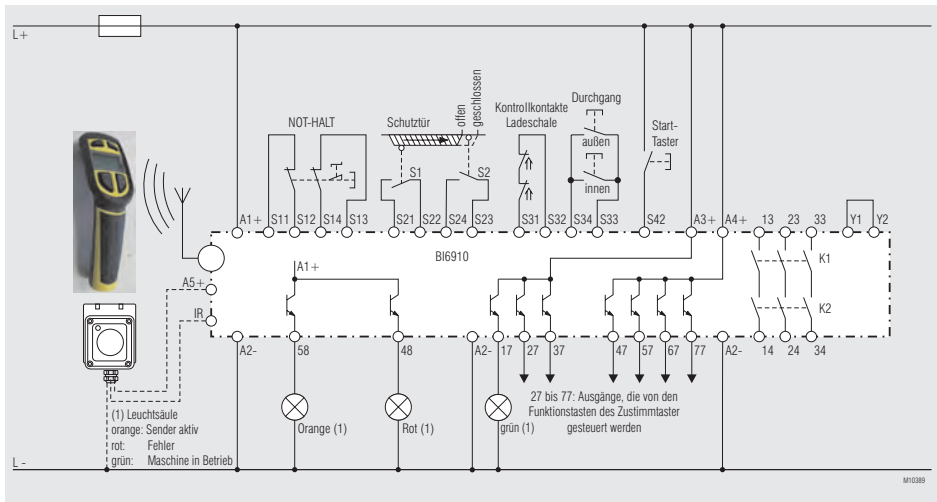 L+
NOT-HALT
Schutztür
offen
geschlossen
Kontrollkontakte
Ladeschale
Durchgang
außen
innen
Start-
Taster
S1
S2
A1+
S11
S12
S14
S13
S21
S22
S24
S23
S31
S32
S34
S33
S42
A3+
A4+
13
23
33
Y1
Y2
BI6910
A1+
K1
K2
A5+
IR
A2-
58
48
A2-
17
27
37
47
57
67
77
A2-
14
24
34
27 bis 77: Ausgänge, die von den
Funktionstasten des Zustimmtaster
gesteuert werden
Orange (1)
Rot (1)
grün (1)
(1) Leuchtsäule
orange: Sender aktiv
rot: Fehler
grün: Maschine in Betrieb
L -
M10389